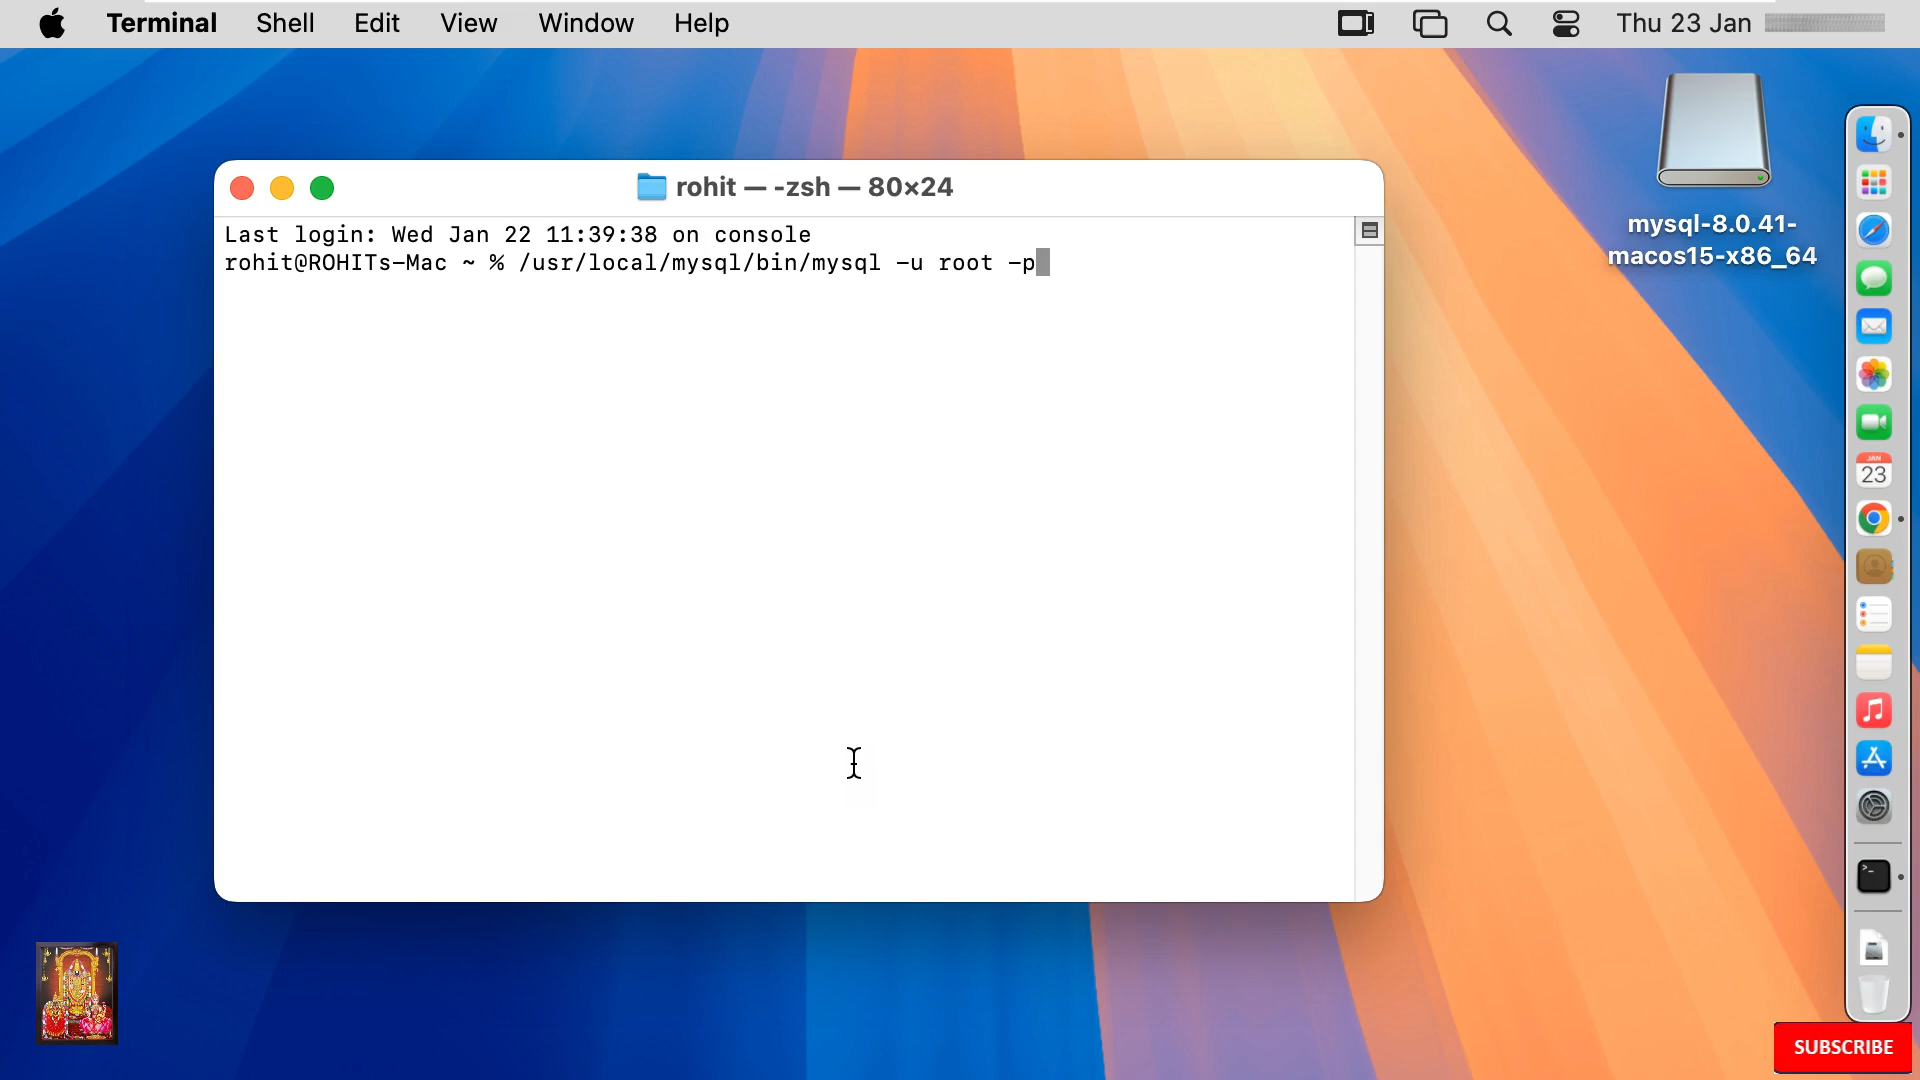 Terminal Shell Edit View Window Help Thu 23 Jan
rohit — -zsh — 80×24
Last login: Wed Jan 22 11:39:38 on console
rohit@ROHITs-Mac ~ % /usr/local/mysql/bin/mysql -u root -p
mysql-8.0.41-
macos15-x86_64
JAN
23
>_
SUBSCRIBE